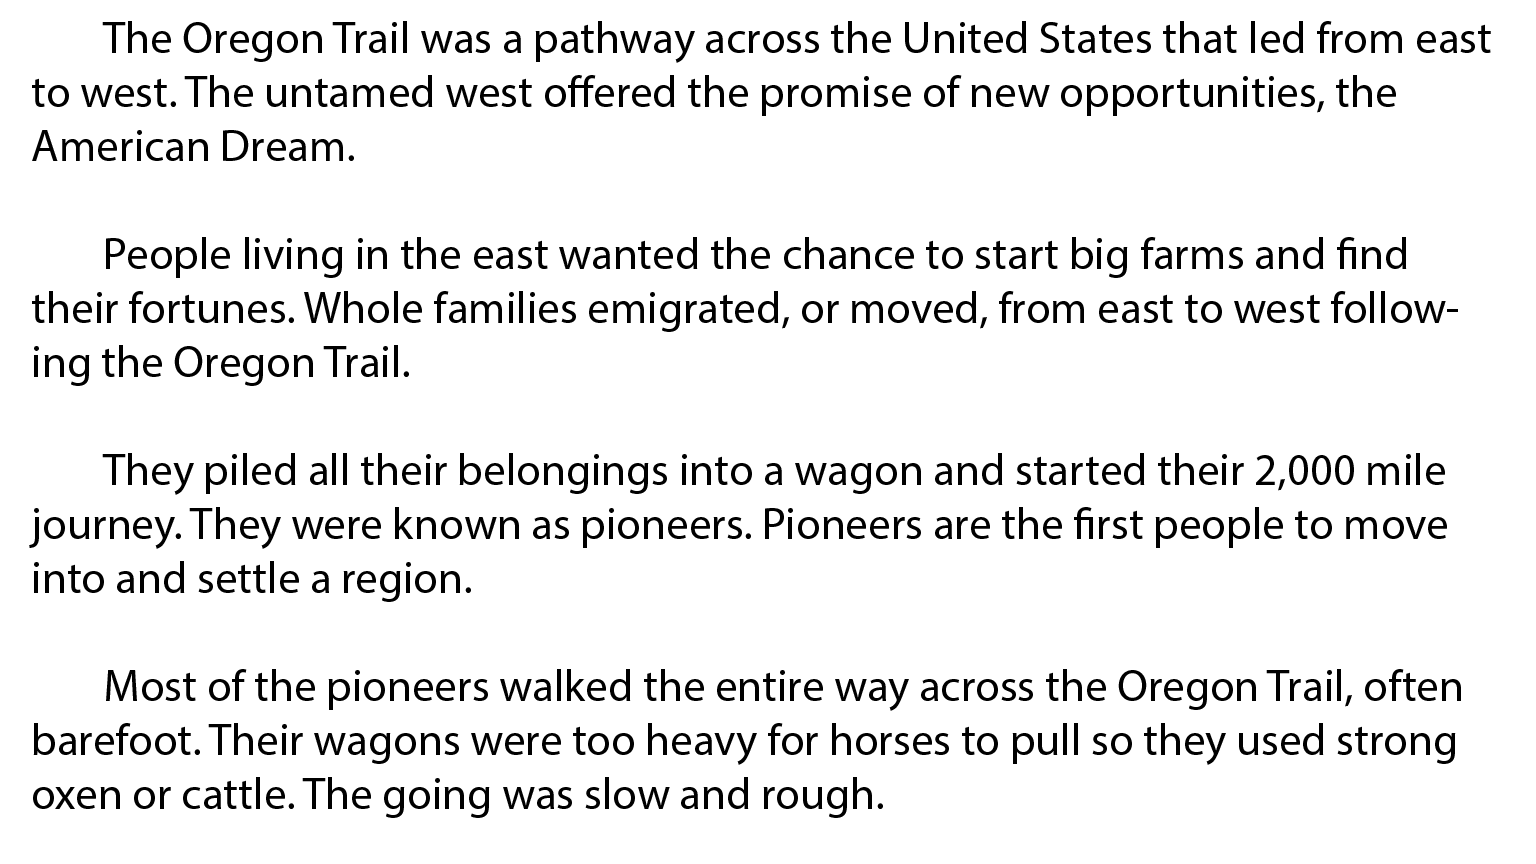 The Oregon Trail was a pathway across the United States that led from east
to west. The untamed west offered the promise of new opportunities, the
American Dream.
People living in the east wanted the chance to start big farms and find
their fortunes. Whole families emigrated, or moved, from east to west follow-
ing the Oregon Trail.
They piled all their belongings into a wagon and started their 2,000 mile
journey. They were known as pioneers. Pioneers are the first people to move
into and settle a region.
Most of the pioneers walked the entire way across the Oregon Trail, often
barefoot. Their wagons were too heavy for horses to pull so they used strong
oxen or cattle. The going was slow and rough.